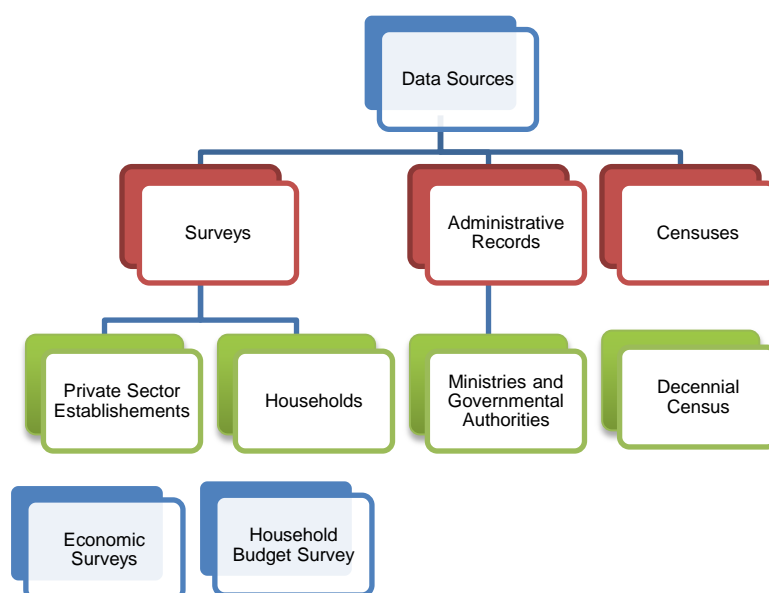 Data Sources
Surveys
Administrative
Records
Censuses
Private Sector
Establishements
Households
Ministries and
Governmental
Authorities
Decennial
Census
Economic
Surveys
Household
Budget Survey